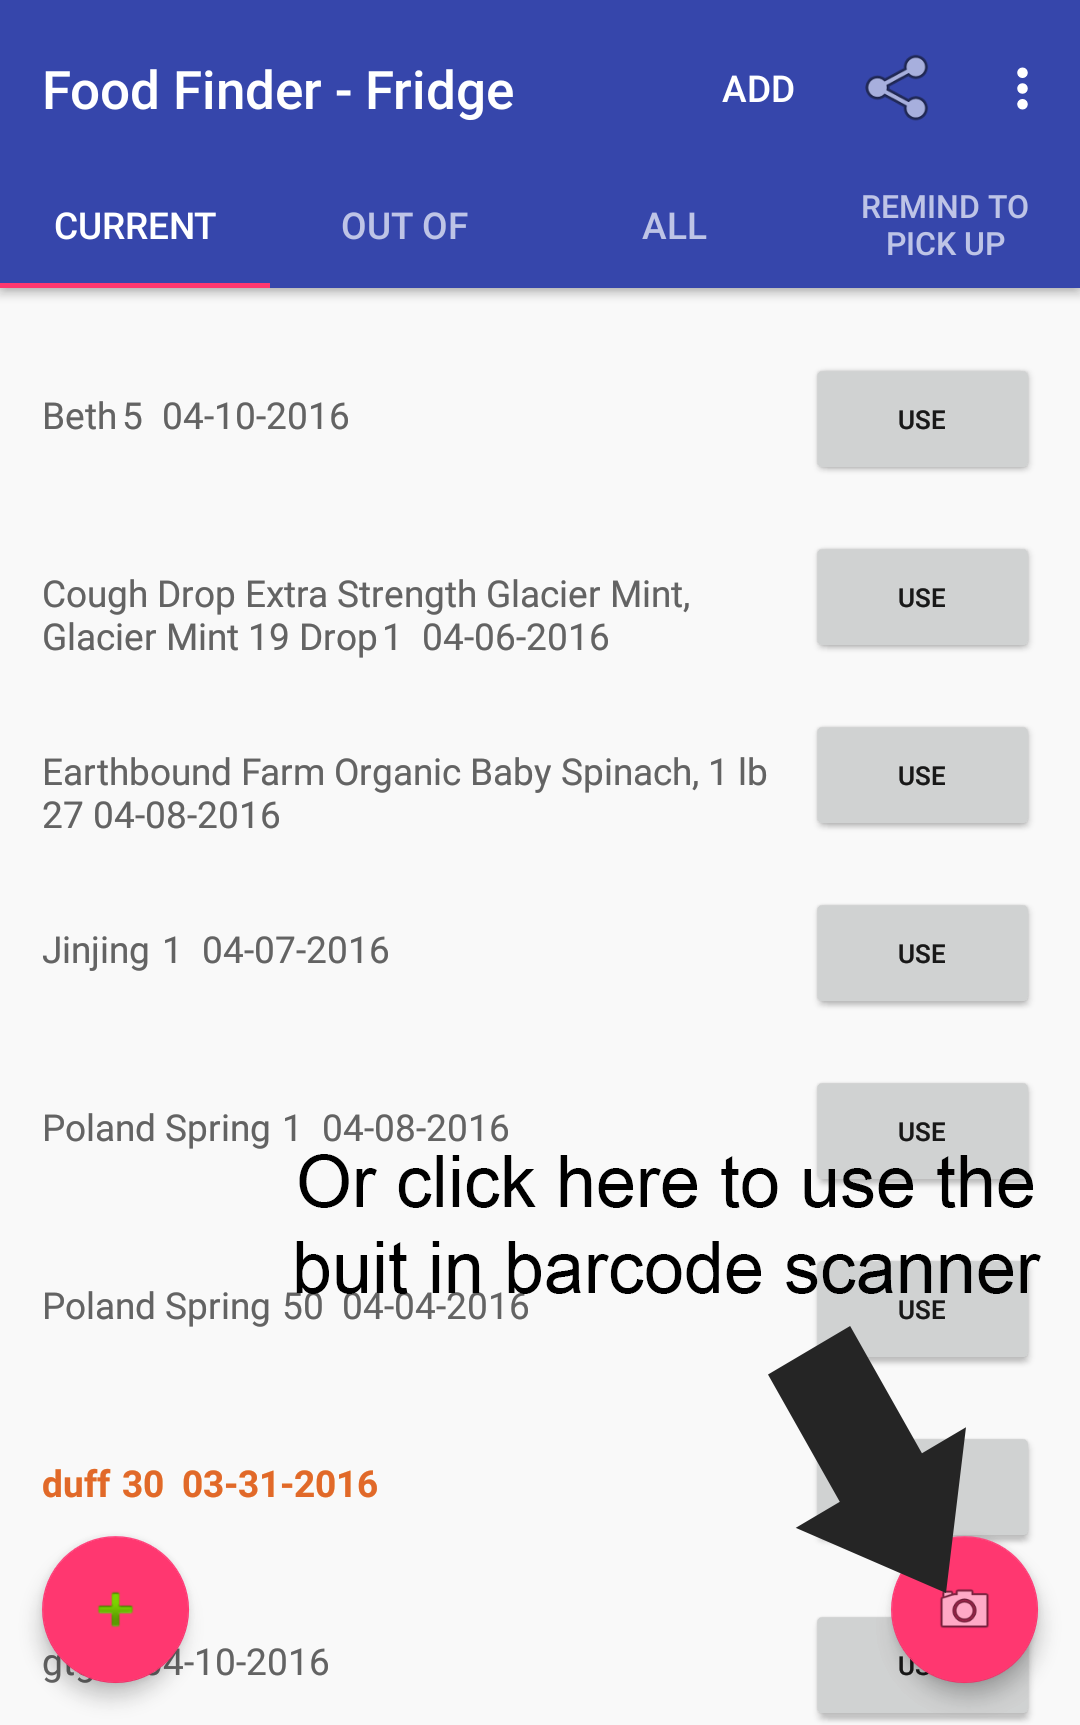 Food Finder - Fridge ADD
CURRENT OUT OF ALL REMIND TO
PICK UP
Beth 5 04-10-2016 USE
Cough Drop Extra Strength Glacier Mint,
Glacier Mint 19 Drop 1 04-06-2016 USE
Earthbound Farm Organic Baby Spinach, 1 lb
27 04-08-2016 USE
Jinjing 1 04-07-2016 USE
Poland Spring 1 04-08-2016 USE
Or click here to use the
buit in barcode scanner
Poland Spring 50 04-04-2016 USE
duff 30 03-31-2016
4-10-2016